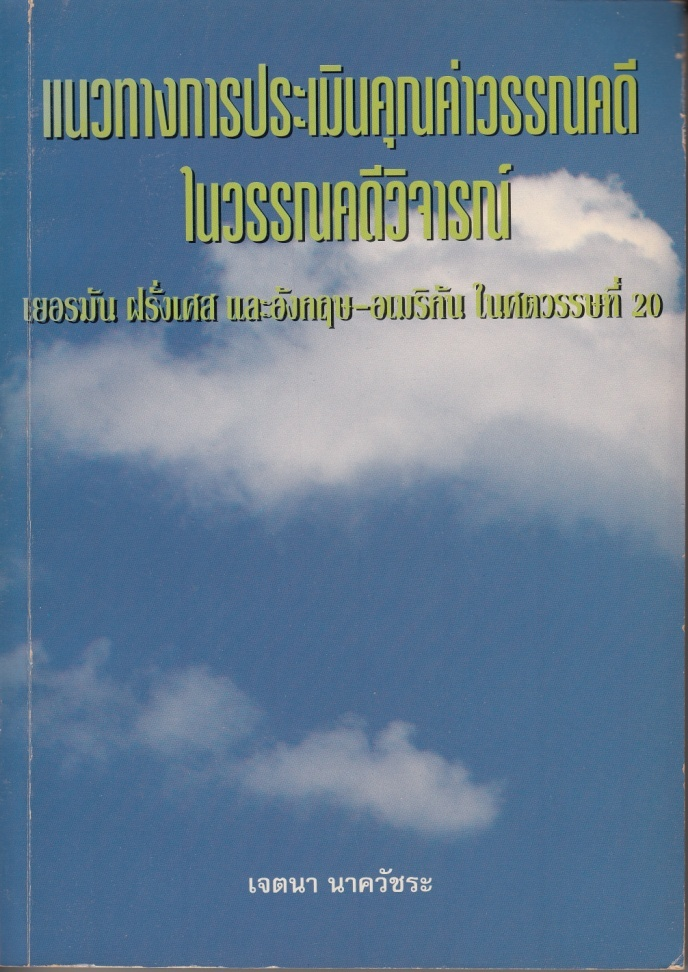 แนวทางการประเมินคุณค่าวรรณคดี
ในวรรณคดีวิจารณ์
เยอรมัน ฝรั่งเศส และอังกฤษ-อเมริกัน ในศตวรรษที่ 20
เจตนา นาควัชระ